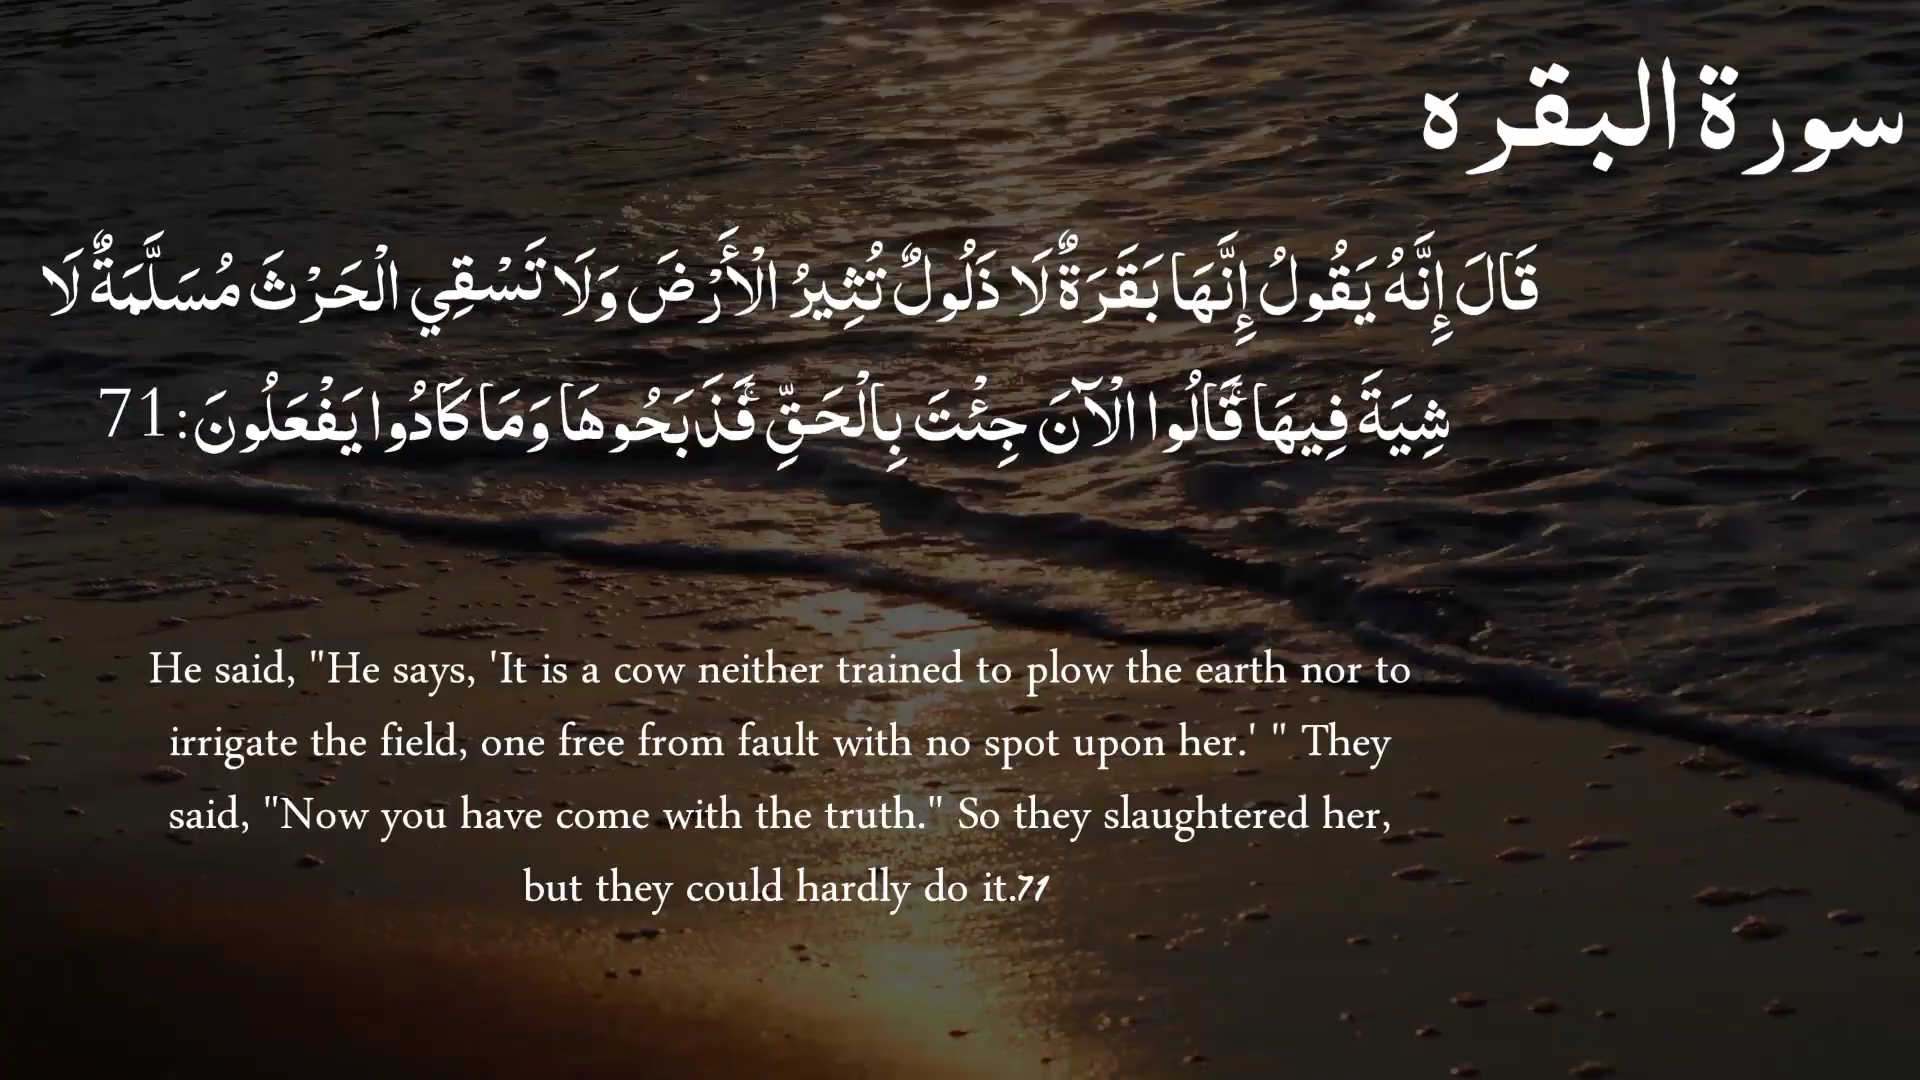 سورة البقره
قَالَ إِنَّهُ يَقُولُ إِنَّهَا بَقَرَةٌ لَا ذَلُولٌ تُثِيرُ الْأَرْضَ وَلَا تَسْقِي الْحَرْثَ مُسَلَّمَةٌ لَا
شِيَةَ فِيهَا ۚ قَالُوا الْآنَ جِئْتَ بِالْحَقِّ ۚ فَذَبَحُوهَا وَمَا كَادُوا يَفْعَلُونَ:71
He said, "He says, 'It is a cow neither trained to plow the earth nor to
irrigate the field, one free from fault with no spot upon her.' " They
said, "Now you have come with the truth." So they slaughtered her,
but they could hardly do it.71